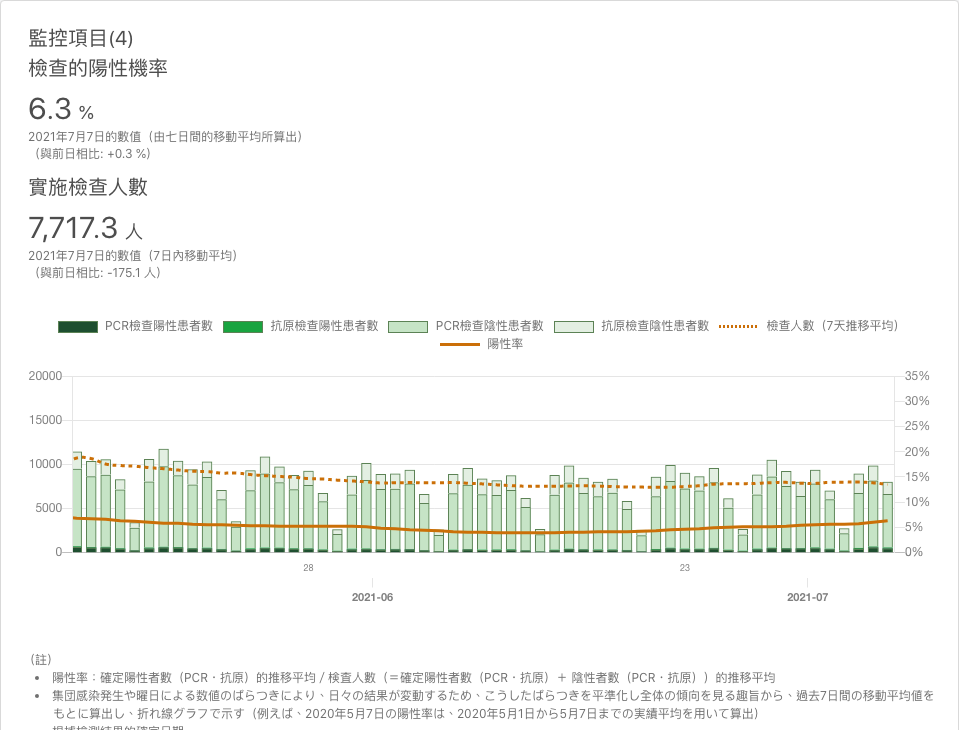 監控項目(4)
檢查的陽性機率
6.3 %
2021年7月7日的數值（由七日間的移動平均所算出）
（與前日相比: +0.3 %）
實施檢查人數
7,717.3 人
2021年7月7日的數值（7日內移動平均）
（與前日相比: -175.1 人）
PCR檢查陽性患者數 抗原檢查陽性患者數 PCR檢查陰性患者數 抗原檢查陰性患者數 檢查人數（7天推移平均）
陽性率
20000 35%
30%
15000
25%
10000 20%
15%
5000 10%
5%
0 0%
28 23
2021-06 2021-07
（註）
• 陽性率：確定陽性者數（PCR・抗原）的推移平均 / 検査人數（＝確定陽性者數（PCR・抗原）＋ 陰性者數（PCR・抗原））的推移平均
• 集団感染発生や曜日による数値のばらつきにより、日々の結果が変動するため、こうしたばらつきを平準化し全体の傾向を見る趣旨から、過去7日間の移動平均値を
もとに算出し、折れ線グラフで示す（例えば、2020年5月7日の陽性率は、2020年5月1日から5月7日までの実績平均を用いて算出）